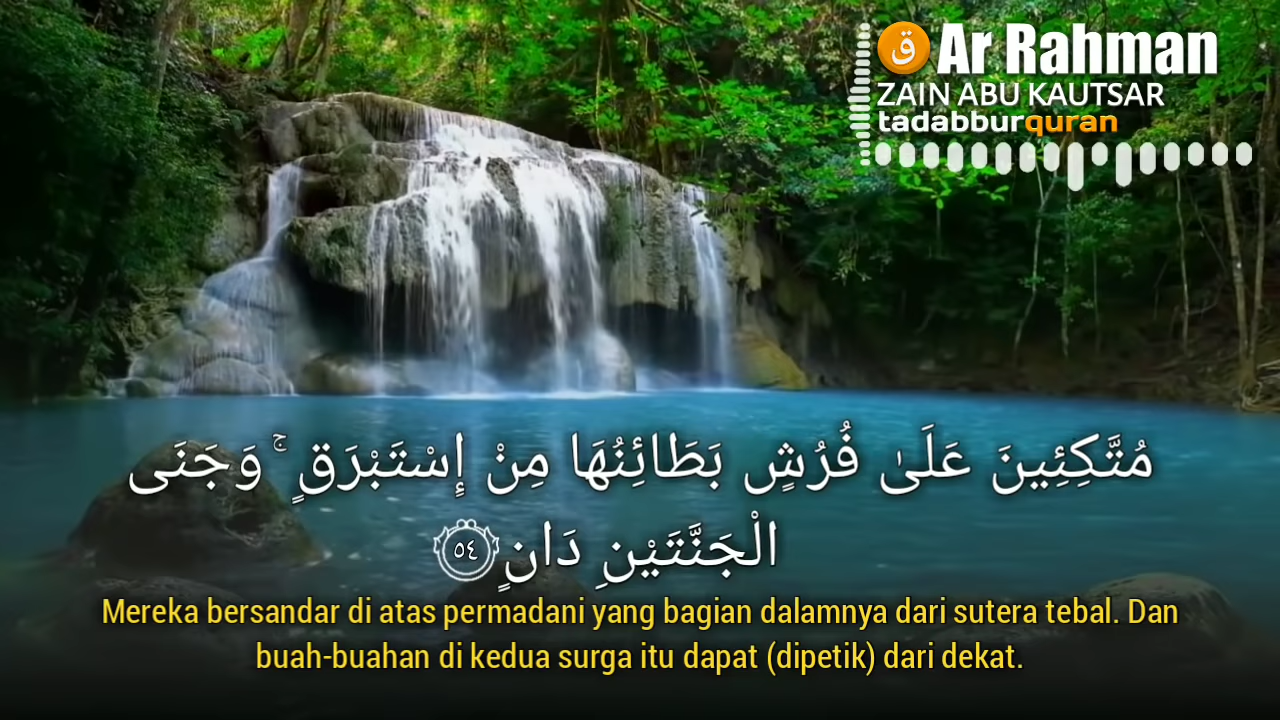 ق Ar Rahman
ZAIN ABU KAUTSAR
tadabburquran
مُتَّكِئِينَ عَلَىٰ فُرُشٍ بَطَائِنُهَا مِنْ إِسْتَبْرَقٍ ۚ وَجَنَى
الْجَنَّتَيْنِ دَانٍ ٥٤
Mereka bersandar di atas permadani yang bagian dalamnya dari sutera tebal. Dan
buah-buahan di kedua surga itu dapat (dipetik) dari dekat.